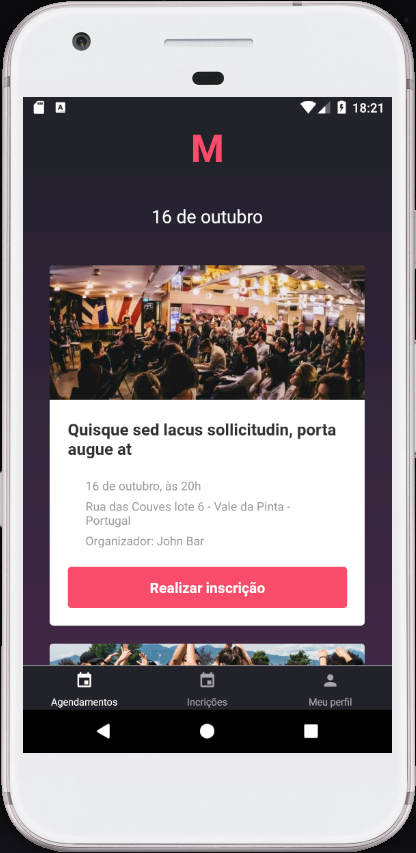 A
18:21
M
16 de outubro
Quisque sed lacus sollicitudin, porta
augue at
16 de outubro, às 20h
Rua das Couves lote 6 - Vale da Pinta -
Portugal
Organizador: John Bar
Realizar inscrição
Agendamentos
Incrições
Meu perfil